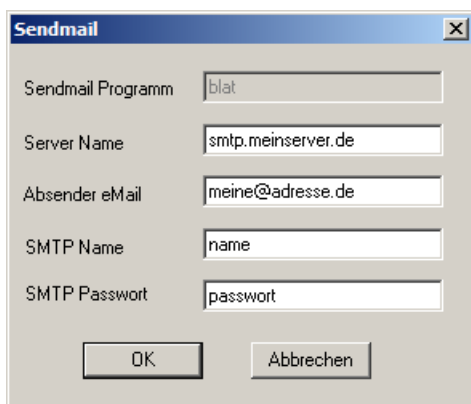 Sendmail
Sendmail Programm blat
Server Name smtp.meinserver.de
Absender eMail meine@adresse.de
SMTP Name name
SMTP Passwort passwort
OK Abbrechen